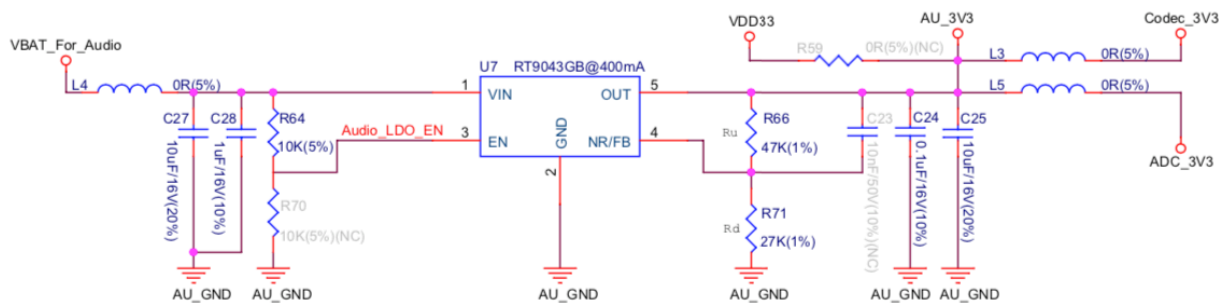 VBAT_For_Audio
L4
0R(5%)
C27
10uF/16V(20%)
C28
1uF/16V(10%)
R64
10K(5%)
Audio_LDO_EN
R70
10K(5%)(NC)
U7 RT9043GB@400mA
1
VIN
OUT
5
3
EN
GND
NR/FB
4
2
VDD33
R59
0R(5%)(NC)
AU_3V3
Codec_3V3
L3
0R(5%)
L5
0R(5%)
ADC_3V3
Ru
R66
47K(1%)
Rd
R71
27K(1%)
C23
10nF/50V(10%)(NC)
C24
0.1uF/16V(10%)
C25
10uF/16V(20%)
AU_GND
AU_GND
AU_GND
AU_GND
AU_GND
AU_GND